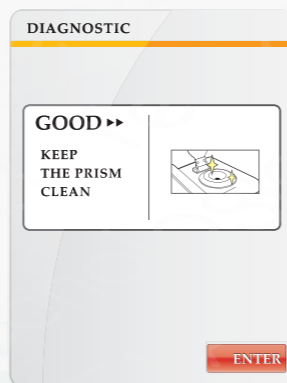 DIAGNOSTIC
GOOD ▸▸
KEEP
THE PRISM
CLEAN
ENTER